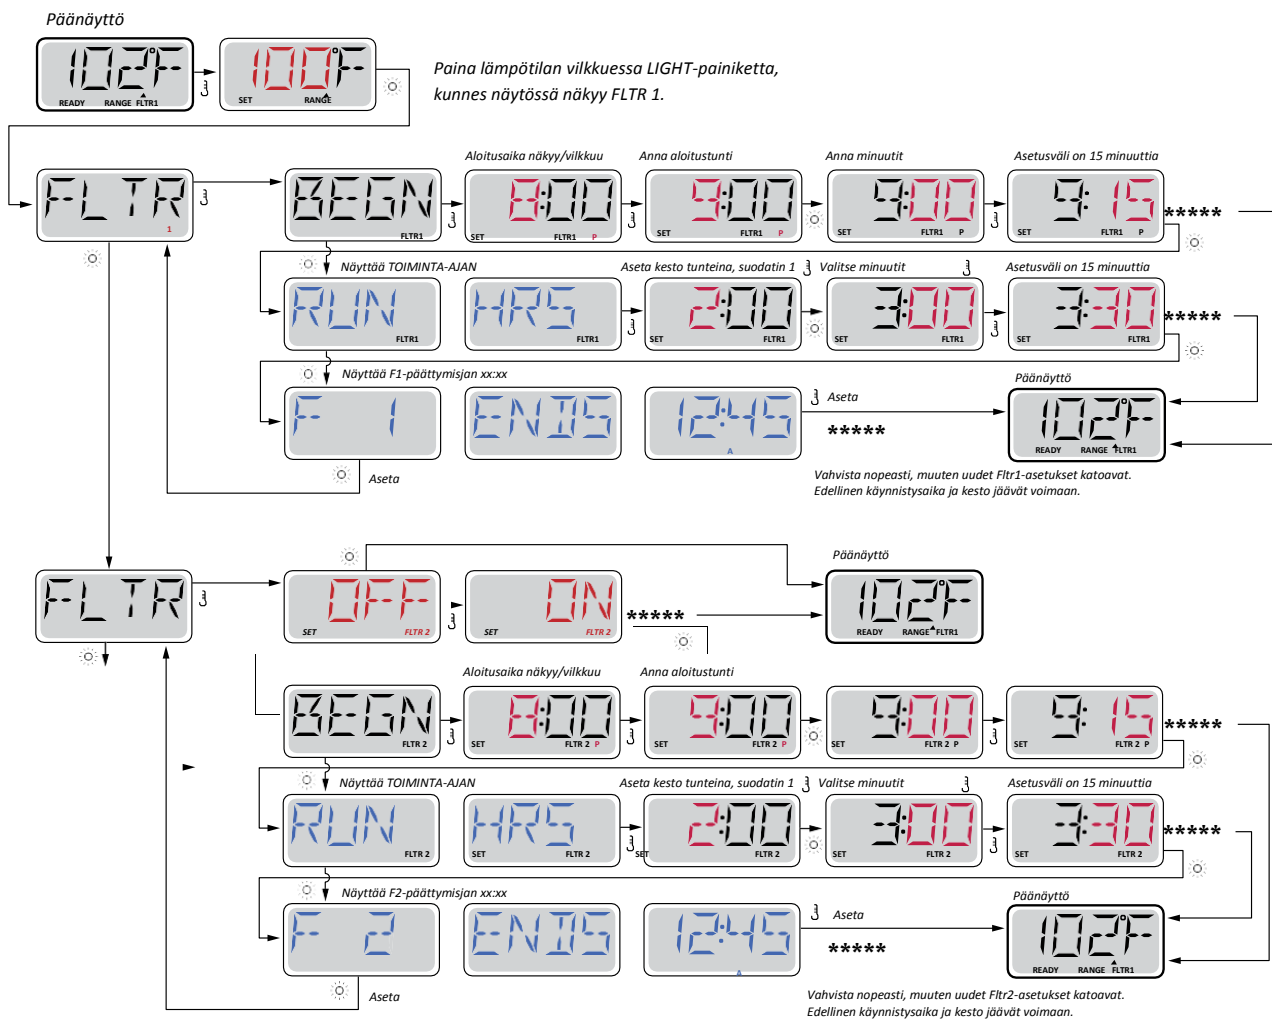 Päänäyttö
102°F
READY RANGE FLTR1
100°F
SET RANGE
Paina lämpötilan vilkkuessa LIGHT-painiketta,
kunnes näytössä näkyy FLTR 1.
FLTR
1
BEGN
FLTR1
Aloitusaika näkyy/vilkkuu
8:00
SET FLTR1 P
Anna aloitustunti
9:00
SET FLTR1 P
Anna minuutit
9:00
SET FLTR1 P
Asetusväli on 15 minuuttia
9:15
SET FLTR1 P
*****
Näyttää TOIMINTA-AJAN
RUN
FLTR1
HRS
FLTR1
Aseta kesto tunteina, suodatin 1
2:00
SET FLTR1
Valitse minuutit
3:00
SET FLTR1
Asetusväli on 15 minuuttia
3:30
SET FLTR1
*****
Näyttää F1-päättymisjan xx:xx
F 1
ENDS
12:45
A
Aseta
*****
Päänäyttö
102°F
READY RANGE FLTR1
Aseta
Vahvista nopeasti, muuten uudet Fltr1-asetukset katoavat.
Edellinen käynnistysaika ja kesto jäävät voimaan.
FLTR
OFF
SET FLTR 2
ON
SET FLTR 2
*****
Päänäyttö
102°F
READY RANGE FLTR1
BEGN
FLTR 2
Aloitusaika näkyy/vilkkuu
8:00
SET FLTR 2 P
Anna aloitustunti
9:00
SET FLTR 2 P
9:00
SET FLTR 2 P
9:15
SET FLTR 2 P
*****
Näyttää TOIMINTA-AJAN
RUN
FLTR 2
HRS
FLTR 2
Aseta kesto tunteina, suodatin 1
2:00
SET FLTR 2
Valitse minuutit
3:00
SET FLTR 2
Asetusväli on 15 minuuttia
3:30
SET FLTR 2
*****
Näyttää F2-päättymisjan xx:xx
F 2
ENDS
12:45
A
Aseta
*****
Päänäyttö
102°F
READY RANGE FLTR1
Aseta
Vahvista nopeasti, muuten uudet Fltr2-asetukset katoavat.
Edellinen käynnistysaika ja kesto jäävät voimaan.